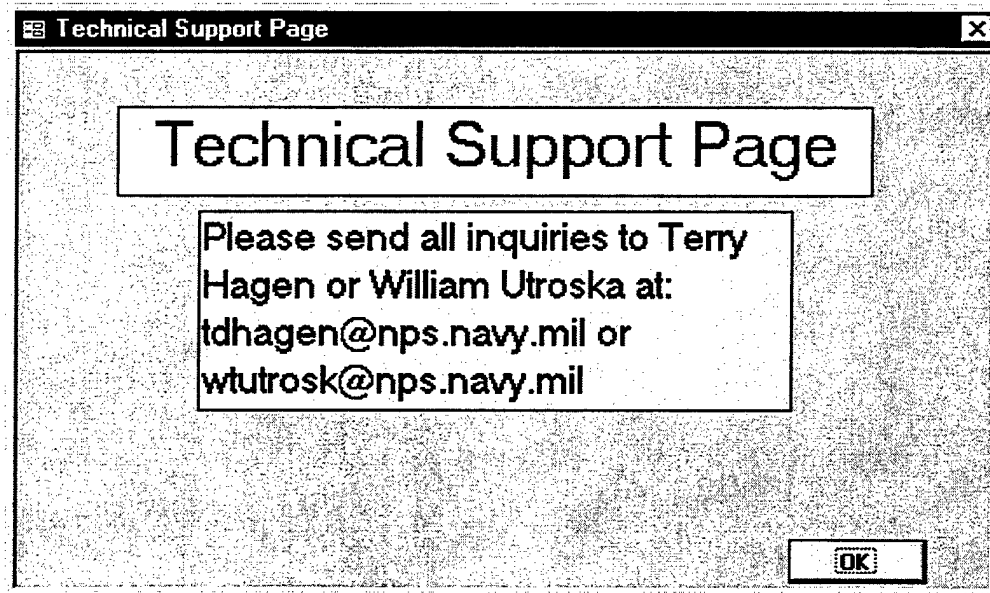 Technical Support Page
Technical Support Page
Please send all inquiries to Terry
Hagen or William Utroska at:
tdhagen@nps.navy.mil or
wtutrosk@nps.navy.mil
OK